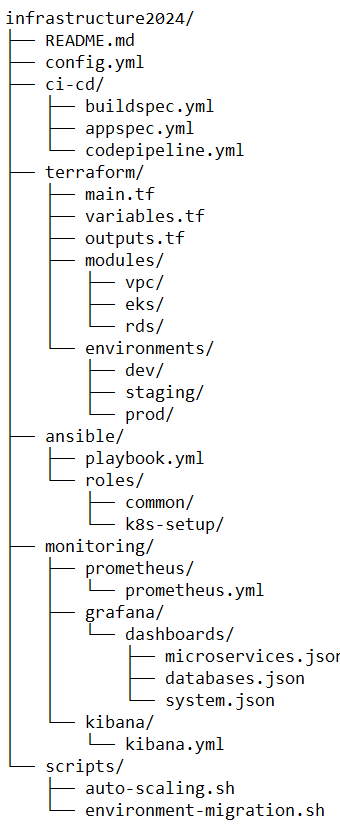 infrastructure2024/
├── README.md
├── config.yml
├── ci-cd/
│   ├── buildspec.yml
│   ├── appspec.yml
│   └── codepipeline.yml
├── terraform/
│   ├── main.tf
│   ├── variables.tf
│   ├── outputs.tf
│   ├── modules/
│   │   ├── vpc/
│   │   ├── eks/
│   │   └── rds/
│   └── environments/
│       ├── dev/
│       ├── staging/
│       └── prod/
├── ansible/
│   ├── playbook.yml
│   └── roles/
│       ├── common/
│       └── k8s-setup/
├── monitoring/
│   ├── prometheus/
│   │   └── prometheus.yml
│   ├── grafana/
│   │   └── dashboards/
│   │       ├── microservices.json
│   │       ├── databases.json
│   │       └── system.json
│   └── kibana/
│       └── kibana.yml
└── scripts/
    ├── auto-scaling.sh
    └── environment-migration.sh